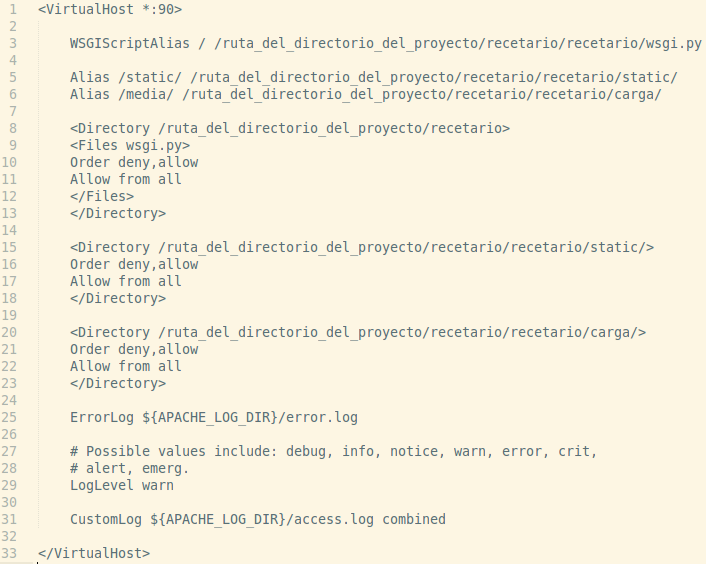 1 <VirtualHost *:90>
2
3 WSGIScriptAlias / /ruta_del_directorio_del_proyecto/recetario/recetario/wsgi.py
4
5 Alias /static/ /ruta_del_directorio_del_proyecto/recetario/recetario/static/
6 Alias /media/ /ruta_del_directorio_del_proyecto/recetario/recetario/carga/
7
8 <Directory /ruta_del_directorio_del_proyecto/recetario>
9 <Files wsgi.py>
10 Order deny,allow
11 Allow from all
12 </Files>
13 </Directory>
14
15 <Directory /ruta_del_directorio_del_proyecto/recetario/recetario/static/>
16 Order deny,allow
17 Allow from all
18 </Directory>
19
20 <Directory /ruta_del_directorio_del_proyecto/recetario/recetario/carga/>
21 Order deny,allow
22 Allow from all
23 </Directory>
24
25 ErrorLog ${APACHE_LOG_DIR}/error.log
26
27 # Possible values include: debug, info, notice, warn, error, crit,
28 # alert, emerg.
29 LogLevel warn
30
31 CustomLog ${APACHE_LOG_DIR}/access.log combined
32
33 </VirtualHost>